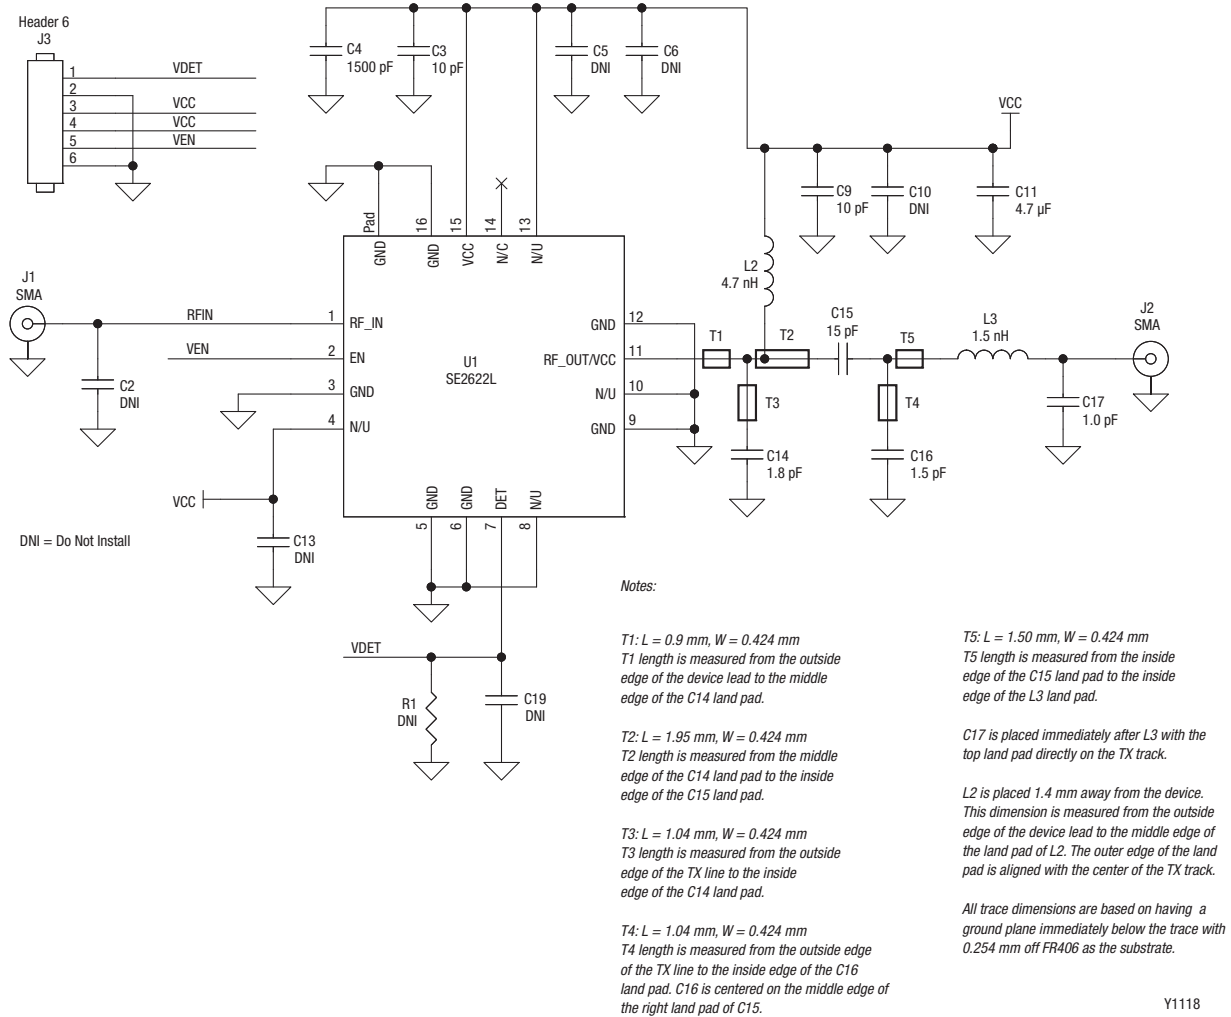 Header 6
J3
1
VDET
2
3
VCC
4
VCC
5
VEN
6
C4
1500 pF
C3
10 pF
C5
DNI
C6
DNI
VCC
C9
10 pF
C10
DNI
C11
4.7 µF
Pad
16
15
14
13
GND
GND
VCC
N/C
N/U
L2
4.7 nH
J1
SMA
RFIN
1
RF_IN
VEN
2
EN
3
GND
4
N/U
C2
DNI
U1
SE2622L
GND
12
RF_OUT/VCC
11
N/U
10
GND
9
T1
T2
C15
15 pF
T5
L3
1.5 nH
J2
SMA
T3
T4
C17
1.0 pF
C14
1.8 pF
C16
1.5 pF
VCC
C13
DNI
GND
GND
DET
N/U
5
6
7
8
DNI = Do Not Install
VDET
R1
DNI
C19
DNI
Notes:
T1: L = 0.9 mm, W = 0.424 mm
T1 length is measured from the outside
edge of the device lead to the middle
edge of the C14 land pad.
T2: L = 1.95 mm, W = 0.424 mm
T2 length is measured from the middle
edge of the C14 land pad to the inside
edge of the C15 land pad.
T3: L = 1.04 mm, W = 0.424 mm
T3 length is measured from the outside
edge of the TX line to the inside
edge of the C14 land pad.
T4: L = 1.04 mm, W = 0.424 mm
T4 length is measured from the outside edge
of the TX line to the inside edge of the C16
land pad. C16 is centered on the middle edge of
the right land pad of C15.
T5: L = 1.50 mm, W = 0.424 mm
T5 length is measured from the inside
edge of the C15 land pad to the inside
edge of the L3 land pad.
C17 is placed immediately after L3 with the
top land pad directly on the TX track.
L2 is placed 1.4 mm away from the device.
This dimension is measured from the outside
edge of the device lead to the middle edge of
the land pad of L2. The outer edge of the land
pad is aligned with the center of the TX track.
All trace dimensions are based on having a
ground plane immediately below the trace with
0.254 mm off FR406 as the substrate.
Y1118